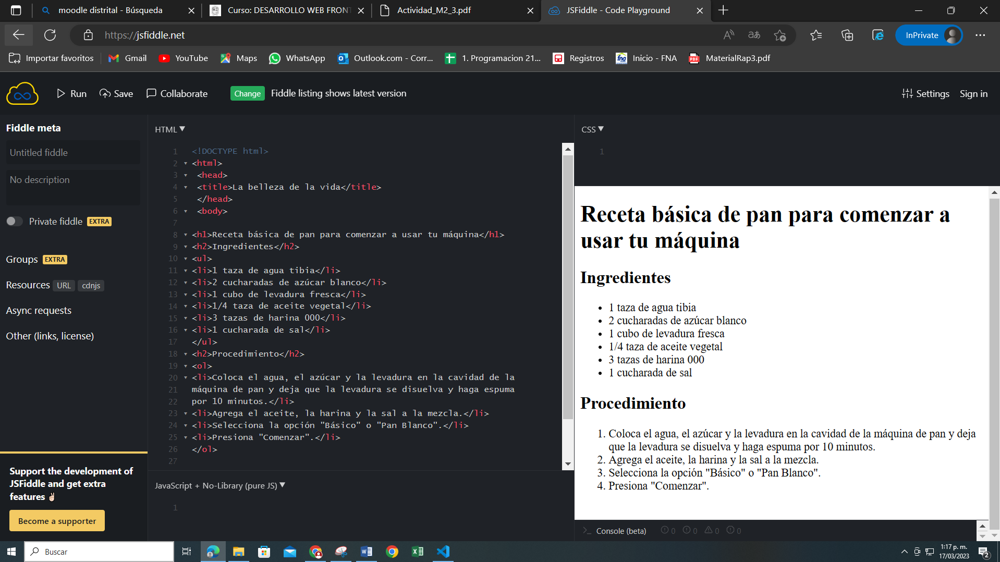 moodle distrital - Búsqueda
Curso: DESARROLLO WEB FRONT
Actividad_M2_3.pdf
JSFiddle - Code Playground
https://jsfiddle.net
InPrivate
Importar favoritos
Gmail
YouTube
Maps
WhatsApp
Outlook.com - Corr...
1. Programacion 21...
Registros
Inicio - FNA
MaterialRap3.pdf
Run
Save
Collaborate
Change
Fiddle listing shows latest version
Settings
Sign in
Fiddle meta
Untitled fiddle
No description
Private fiddle EXTRA
Groups EXTRA
Resources URL cdnjs
Async requests
Other (links, license)
Support the development of
JSFiddle and get extra
features ✌🏻
Become a supporter
HTML ▼
1 <!DOCTYPE html>
2 <html>
3 <head>
4 <title>La belleza de la vida</title>
5 </head>
6 <body>
7
8 <h1>Receta básica de pan para comenzar a usar tu máquina</h1>
9 <h2>Ingredientes</h2>
10 <ul>
11 <li>1 taza de agua tibia</li>
12 <li>2 cucharadas de azúcar blanco</li>
13 <li>1 cubo de levadura fresca</li>
14 <li>1/4 taza de aceite vegetal</li>
15 <li>3 tazas de harina 000</li>
16 <li>1 cucharada de sal</li>
17 </ul>
18 <h2>Procedimiento</h2>
19 <ol>
20 <li>Coloca el agua, el azúcar y la levadura en la cavidad de la
21 máquina de pan y deja que la levadura se disuelva y haga espuma
22 por 10 minutos.</li>
23 <li>Agrega el aceite, la harina y la sal a la mezcla.</li>
24 <li>Selecciona la opción "Básico" o "Pan Blanco".</li>
25 <li>Presiona "Comenzar".</li>
26 </ol>
27
JavaScript + No-Library (pure JS) ▼
1
CSS ▼
1
Receta básica de pan para comenzar a
usar tu máquina
Ingredientes
• 1 taza de agua tibia
• 2 cucharadas de azúcar blanco
• 1 cubo de levadura fresca
• 1/4 taza de aceite vegetal
• 3 tazas de harina 000
• 1 cucharada de sal
Procedimiento
1. Coloca el agua, el azúcar y la levadura en la cavidad de la máquina de pan y deja
que la levadura se disuelva y haga espuma por 10 minutos.
2. Agrega el aceite, la harina y la sal a la mezcla.
3. Selecciona la opción "Básico" o "Pan Blanco".
4. Presiona "Comenzar".
Console (beta) 0 0 0 0
Buscar
1:17 p. m.
17/03/2023
2